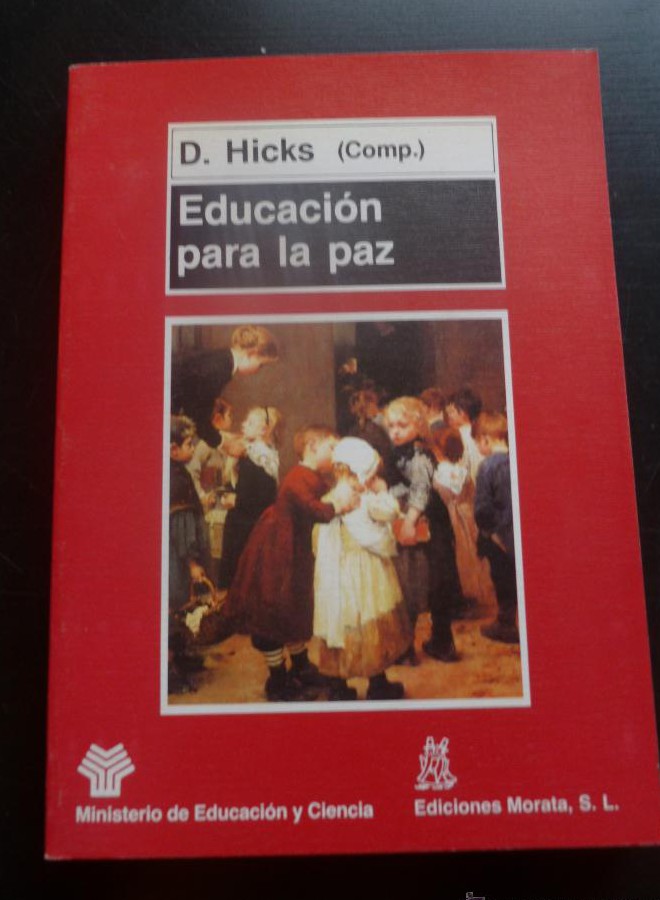 D. Hicks (Comp.)
Educación
para la paz
Ministerio de Educación y Ciencia
Ediciones Morata, S. L.